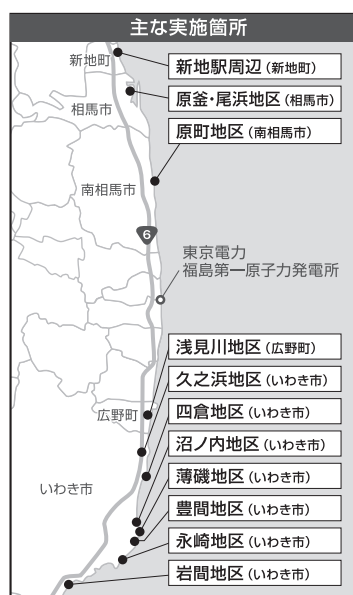 主な実施箇所
新地町
新地駅周辺（新地町）
原釜・尾浜地区（相馬市）
相馬市
原町地区（南相馬市）
南相馬市
6
東京電力
福島第一原子力発電所
浅見川地区（広野町）
久之浜地区（いわき市）
広野町
四倉地区（いわき市）
沼ノ内地区（いわき市）
いわき市
薄磯地区（いわき市）
豊間地区（いわき市）
永崎地区（いわき市）
岩間地区（いわき市）